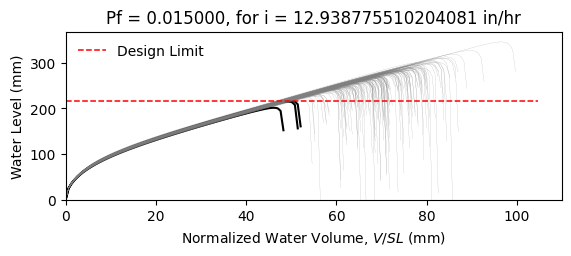 Pf = 0.015000, for i = 12.938775510204081 in/hr
Design Limit
Water Level (mm)
300
200
100
0
0 20 40 60 80 100
Normalized Water Volume, V/SL (mm)